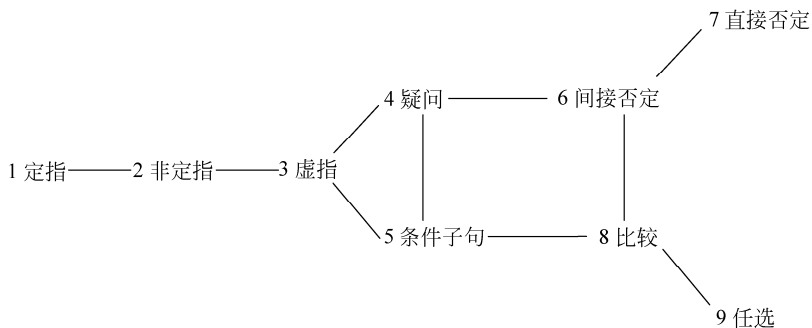 7 直接否定
4 疑问
6 间接否定
1 定指
2 非定指
3 虚指
5 条件子句
8 比较
9 任选